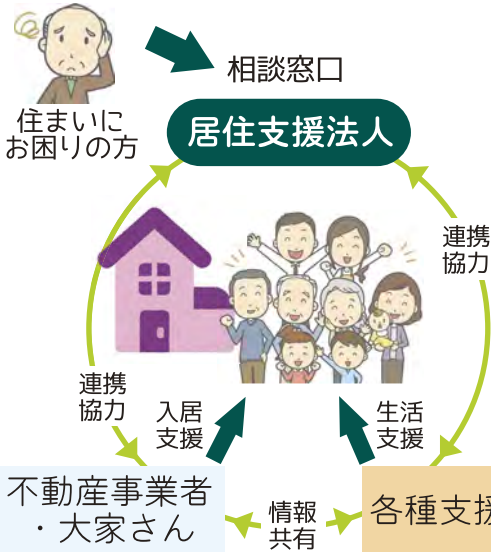 相談窓口
住まいに
お困りの方
居住支援法人
連携
協力
連携
協力
入居
支援
生活
支援
不動産事業者
・大家さん
情報
共有
各種支援